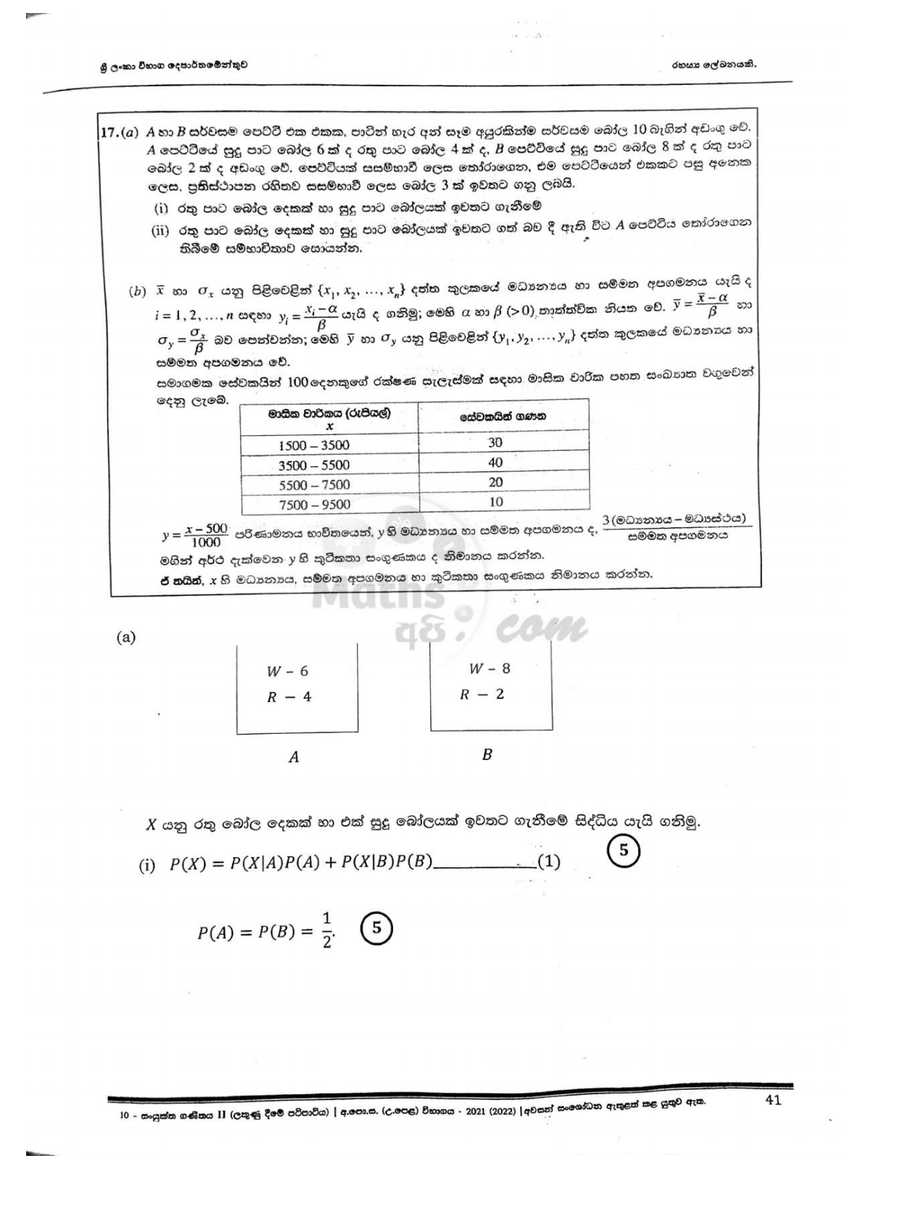 ශ්‍රී ලංකා විභාග දෙපාර්තමේන්තුව
රහස්‍ය ලේඛනයකි.
17.(a) A හා B සර්වසම පෙට්ටි එක එකක, පාටින් හැර අන් සෑම අයුරකින්ම සර්වසම බෝල 10 බැගින් අඩංගු වේ.
A පෙට්ටියේ සුදු පාට බෝල 6 ක් ද රතු පාට බෝල 4 ක් ද, B පෙට්ටියේ සුදු පාට බෝල 8 ක් ද රතු පාට
බෝල 2 ක් ද අඩංගු වේ. පෙට්ටියක් සසම්භාවී ලෙස තෝරාගෙන, එම පෙට්ටියෙන් එකකට පසු අනෙක
ලෙස, ප්‍රතිස්ථාපන රහිතව සසම්භාවී ලෙස බෝල 3 ක් ඉවතට ගනු ලබයි.
(i) රතු පාට බෝල දෙකක් හා සුදු පාට බෝලයක් ඉවතට ගැනීමේ
(ii) රතු පාට බෝල දෙකක් හා සුදු පාට බෝලයක් ඉවතට ගත් බව දී ඇති විට A පෙට්ටිය තෝරාගෙන
තිබීමේ සම්භාවිතාව සොයන්න.
(b) x̄ හා σₓ යනු පිළිවෙළින් {x₁, x₂, ..., xₙ} දත්ත කුලකයේ මධ්‍යන්‍යය හා සම්මත අපගමනය යැයි ද
i = 1, 2, ..., n සඳහා yᵢ = (xᵢ – α)/β යැයි ද ගනිමු; මෙහි α හා β (> 0) තාත්ත්වික නියත වේ. ȳ = (x̄ – α)/β හා
σ_y = σₓ/β බව පෙන්වන්න; මෙහි ȳ හා σ_y යනු පිළිවෙළින් {y₁, y₂, ..., yₙ} දත්ත කුලකයේ මධ්‍යන්‍යය හා
සම්මත අපගමනය වේ.
සමාගමක සේවකයින් 100 දෙනකුගේ රක්ෂණ සැලැස්මක් සඳහා මාසික වාරික පහත සංඛ්‍යාත වගුවෙන්
දෙනු ලැබේ.
මාසික වාරිකය (රුපියල්) x
සේවකයින් ගණන
1500 – 3500 30
3500 – 5500 40
5500 – 7500 20
7500 – 9500 10
y = (x – 500)/1000 පරිණාමනය භාවිතයෙන්, y හි මධ්‍යන්‍යය හා සම්මත අපගමනය ද, 3 (මධ්‍යන්‍යය – මධ්‍යස්ථය)/සම්මත අපගමනය
මගින් අර්ථ දැක්වෙන y හි කුටිකතා සංගුණකය ද නිමානය කරන්න.
ඒ නයින්, x හි මධ්‍යන්‍යය, සම්මත අපගමනය හා කුටිකතා සංගුණකය නිමානය කරන්න.
Maths
අපි . com
(a)
W – 6
R – 4
A
W – 8
R – 2
B
X යනු රතු බෝල දෙකක් හා එක් සුදු බෝලයක් ඉවතට ගැනීමේ සිද්ධිය යැයි ගනිමු.
(i) P(X) = P(X|A)P(A) + P(X|B)P(B)__________(1) 5
P(A) = P(B) = 1/2. 5
10 - සංයුක්ත ගණිතය II (ලකුණු දීමේ පටිපාටිය) | අ.පො.ස. (උ.පෙළ) විභාගය - 2021 (2022) | අවසන් සංශෝධන ඇතුළත් කළ යුතුව ඇත.
41